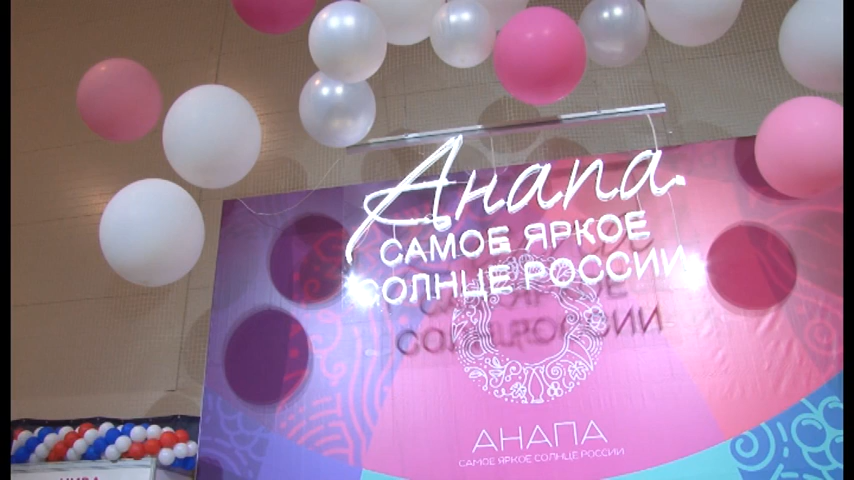 Анапа
САМОЕ ЯРКОЕ
СОЛНЦЕ РОССИИ
АНАПА
САМОЕ ЯРКОЕ СОЛНЦЕ РОССИИ